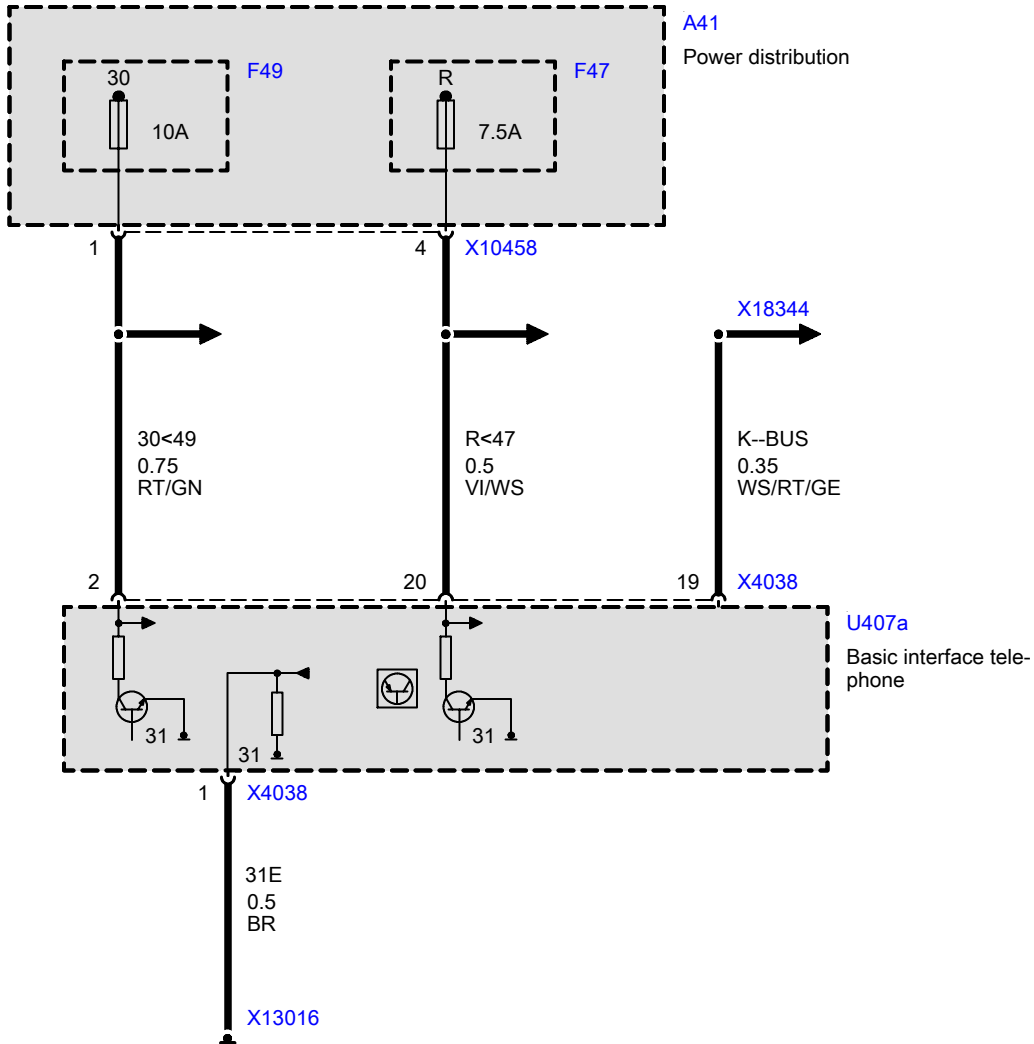 A41
Power distribution
30
F49
R
F47
10A
7.5A
1
4
X10458
X18344
30<49
0.75
RT/GN
R<47
0.5
VI/WS
K--BUS
0.35
WS/RT/GE
2
20
19
X4038
U407a
Basic interface tele-
phone
31
31
31
1
X4038
31E
0.5
BR
X13016